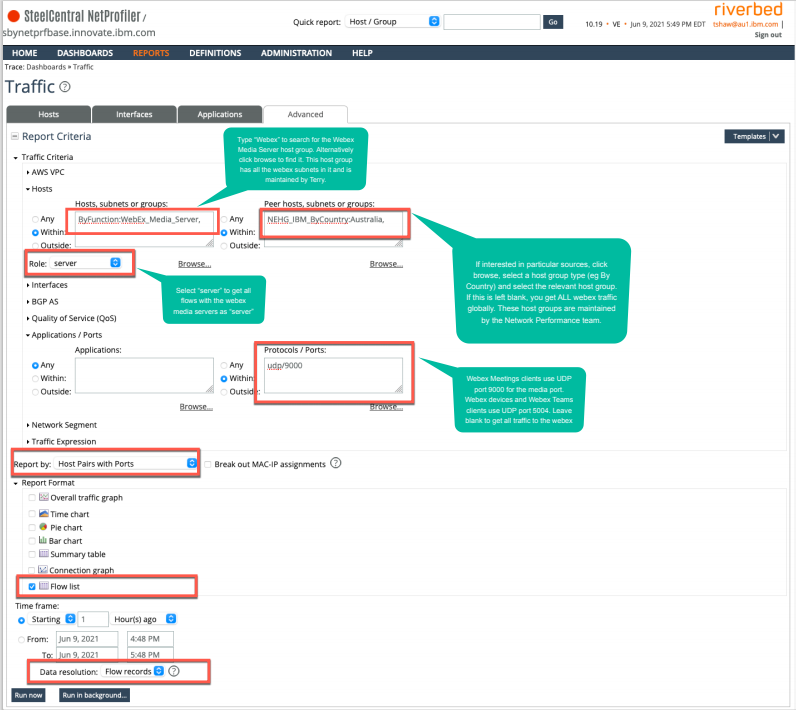 SteelCentral NetProfiler /
sbynetprfbase.innovate.ibm.com
Quick report: Host / Group Go
10.19 • VE • Jun 9, 2021 5:49 PM EDT
riverbed
tshaw@au1.ibm.com |
Sign out
HOME DASHBOARDS REPORTS DEFINITIONS ADMINISTRATION HELP
Trace: Dashboards » Traffic
Traffic ?
Hosts Interfaces Applications Advanced
Report Criteria
Templates
Type "Webex" to search for the Webex
Media Server host group. Alternatively
click browse to find it. This host group
has all the webex subnets in it and is
maintained by Terry.
Traffic Criteria
AWS VPC
Hosts
Hosts, subnets or groups: Peer hosts, subnets or groups:
Any ByFunction:WebEx_Media_Server, Any NEHG_IBM_ByCountry:Australia,
Within: Within:
Outside: Outside:
Role: server Browse... Browse...
If interested in particular sources, click
browse, select a host group type (eg By
Country) and select the relevant host group.
If this is left blank, you get ALL webex traffic
globally. These host groups are maintained
by the Network Performance team.
Select "server" to get all
flows with the webex
media servers as "server"
Interfaces
BGP AS
Quality of Service (QoS)
Applications / Ports
Applications: Protocols / Ports:
Any Any udp/9000
Within: Within:
Outside: Outside:
Browse... Browse...
Webex Meetings clients use UDP
port 9000 for the media port.
Webex devices and Webex Teams
clients use UDP port 5004. Leave
blank to get all traffic to the webex
Network Segment
Traffic Expression
Report by: Host Pairs with Ports Break out MAC-IP assignments ?
Report Format
Overall traffic graph
Time chart
Pie chart
Bar chart
Summary table
Connection graph
Flow list
Time frame:
Starting 1 Hour(s) ago
From: Jun 9, 2021 4:48 PM
To: Jun 9, 2021 5:48 PM
Data resolution: Flow records ?
Run now Run in background...